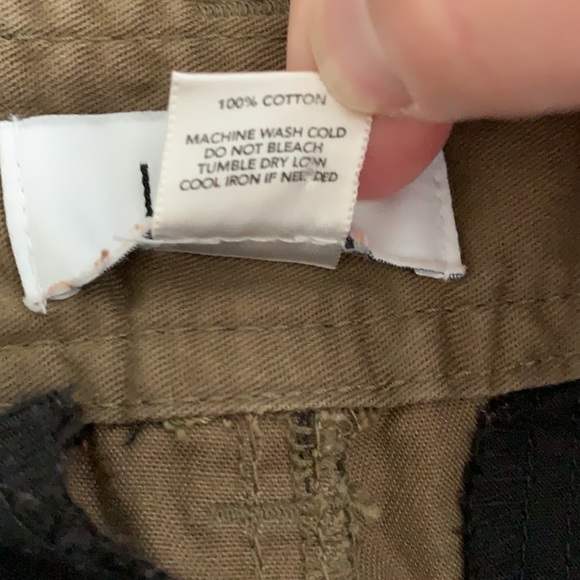 100% COTTON
MACHINE WASH COLD
DO NOT BLEACH
TUMBLE DRY LOW
COOL IRON IF NEEDED